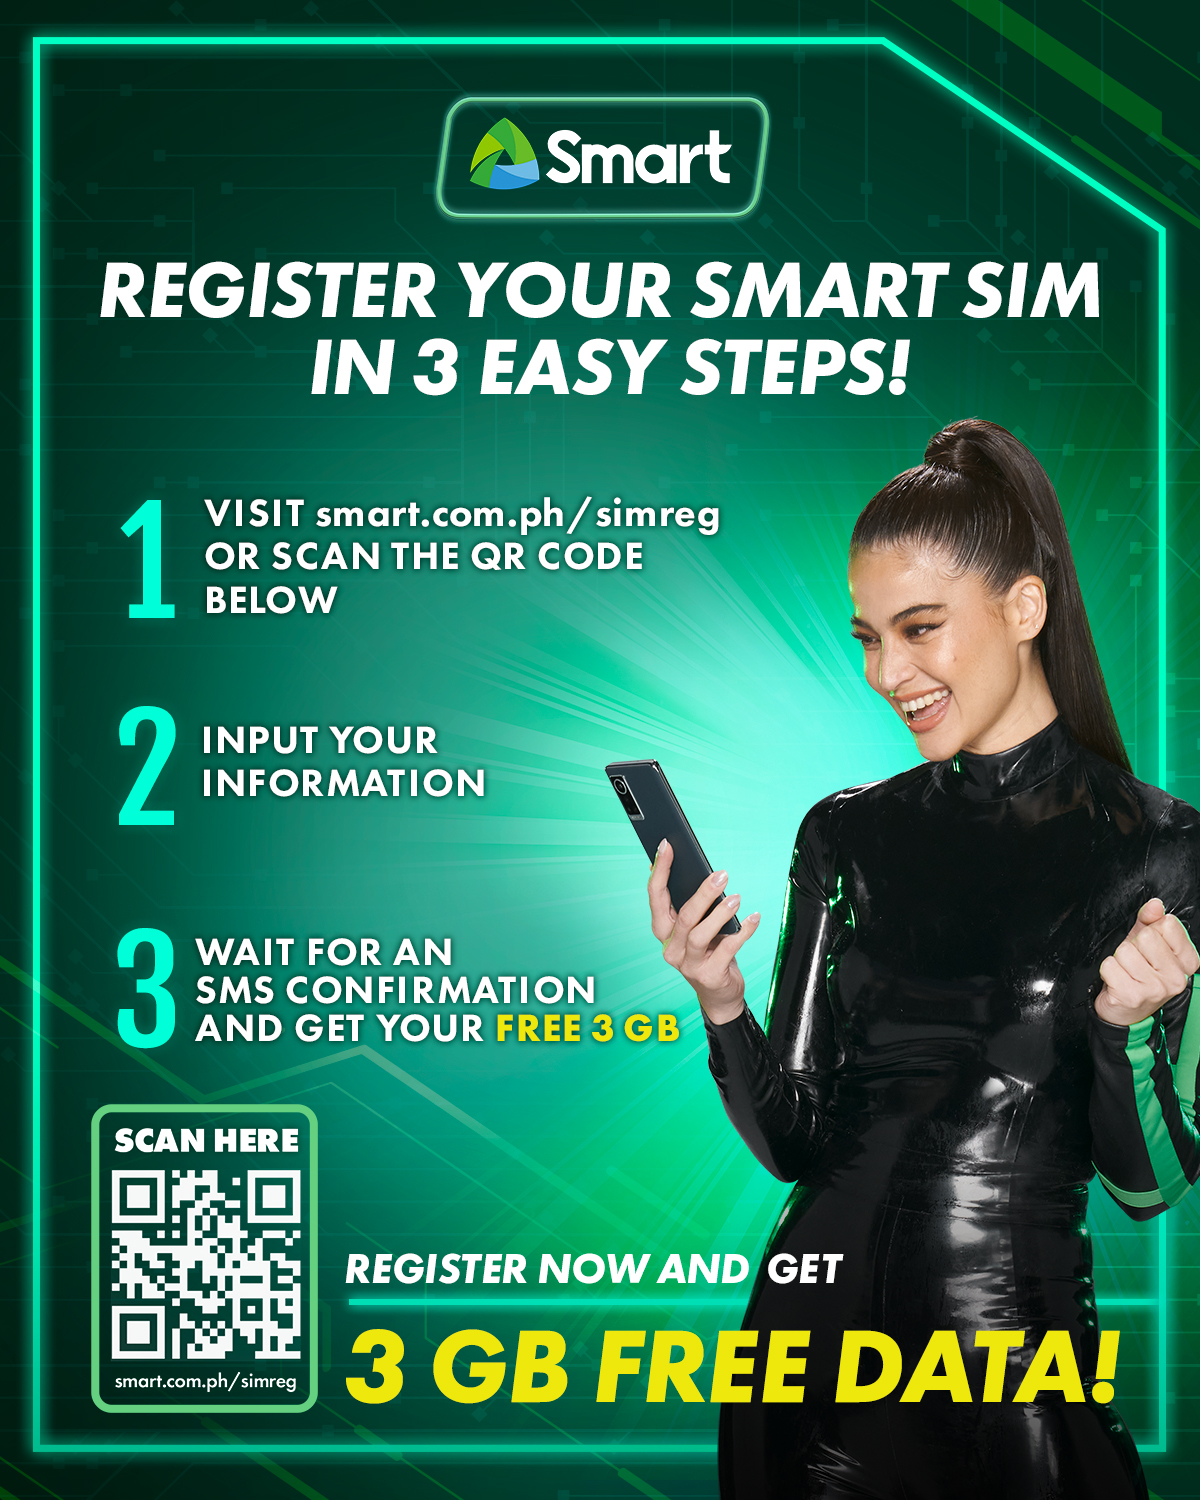 Smart
REGISTER YOUR SMART SIM
IN 3 EASY STEPS!
1
VISIT smart.com.ph/simreg
OR SCAN THE QR CODE
BELOW
2
INPUT YOUR
INFORMATION
3
WAIT FOR AN
SMS CONFIRMATION
AND GET YOUR FREE 3 GB
SCAN HERE
smart.com.ph/simreg
REGISTER NOW AND GET
3 GB FREE DATA!